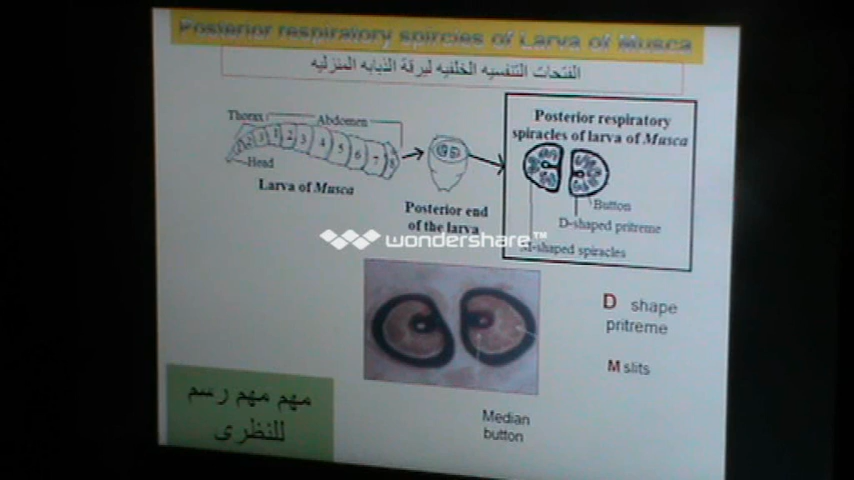 Posterior respiratory spircles of Larva of Musca
الفتحات التنفسيه الخلفيه ليرقة الذبابه المنزليه
Thorax
Abdomen
1 2 3 4 5 6 7 8
Head
Larva of Musca
Posterior end
of the larva
Posterior respiratory
spiracles of larva of Musca
Button
D-shaped pritreme
M-shaped spiracles
wondershare™
D shape
pritreme
M slits
Median
button
مهم مهم رسم
للنظرى